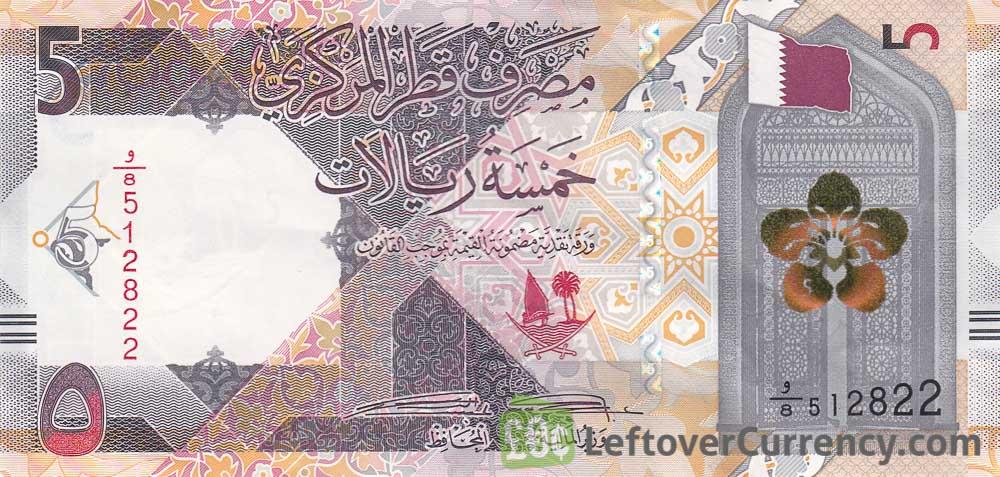 5
5
مصرف قطر المركزي
خمسة ريالات
ورقة نقدية مضمونة القيمة بموجب القانون
و/8 512822
٥
و/8 512822
المحافظ
LeftoverCurrency.com